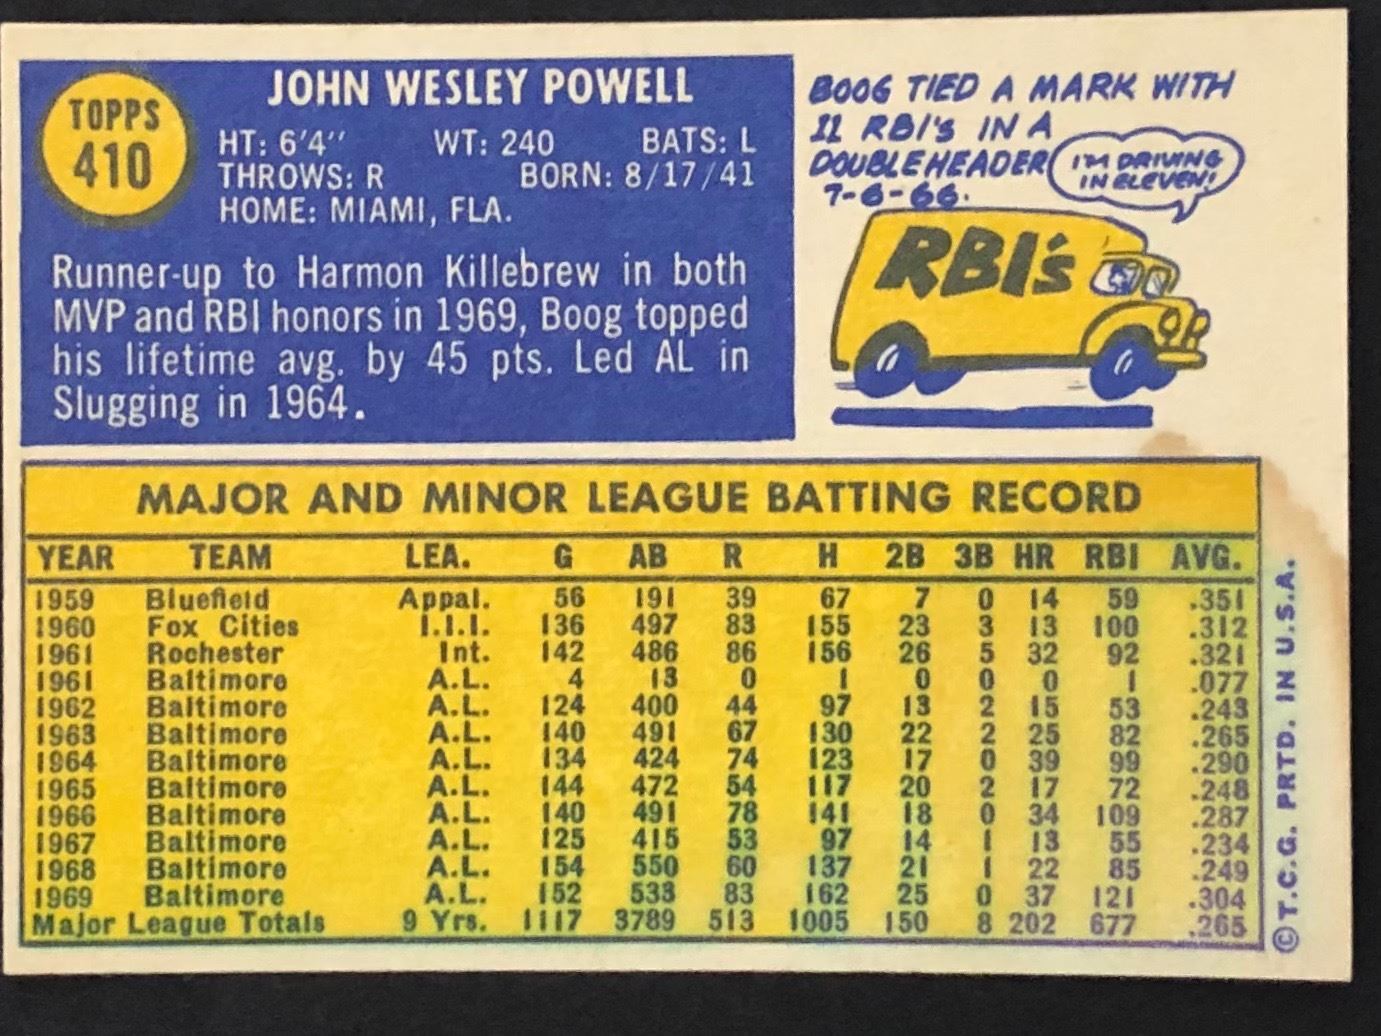 TOPPS
410
JOHN WESLEY POWELL
HT: 6'4" WT: 240 BATS: L
THROWS: R BORN: 8/17/41
HOME: MIAMI, FLA.
Runner-up to Harmon Killebrew in both
MVP and RBI honors in 1969, Boog topped
his lifetime avg. by 45 pts. Led AL in
Slugging in 1964.
BOOG TIED A MARK WITH
11 RBI's IN A
DOUBLEHEADER
7-6-66.
I'M DRIVING
IN ELEVEN!
RBI's
MAJOR AND MINOR LEAGUE BATTING RECORD
YEAR TEAM LEA. G AB R H 2B 3B HR RBI AVG.
1959 Bluefield Appal. 56 191 39 67 7 0 14 59 .351
1960 Fox Cities I.I.I. 136 497 83 155 23 3 13 100 .312
1961 Rochester Int. 142 486 86 156 26 5 32 92 .321
1961 Baltimore A.L. 4 13 0 1 0 0 0 1 .077
1962 Baltimore A.L. 124 400 44 97 13 2 15 53 .243
1963 Baltimore A.L. 140 491 67 130 22 2 25 82 .265
1964 Baltimore A.L. 134 424 74 123 17 0 39 99 .290
1965 Baltimore A.L. 144 472 54 117 20 2 17 72 .248
1966 Baltimore A.L. 140 491 78 141 18 0 34 109 .287
1967 Baltimore A.L. 125 415 53 97 14 1 13 55 .234
1968 Baltimore A.L. 154 550 60 137 21 1 22 85 .249
1969 Baltimore A.L. 152 533 83 162 25 0 37 121 .304
Major League Totals 9 Yrs. 1117 3789 513 1005 150 8 202 677 .265
©T.C.G. PRTD. IN U.S.A.